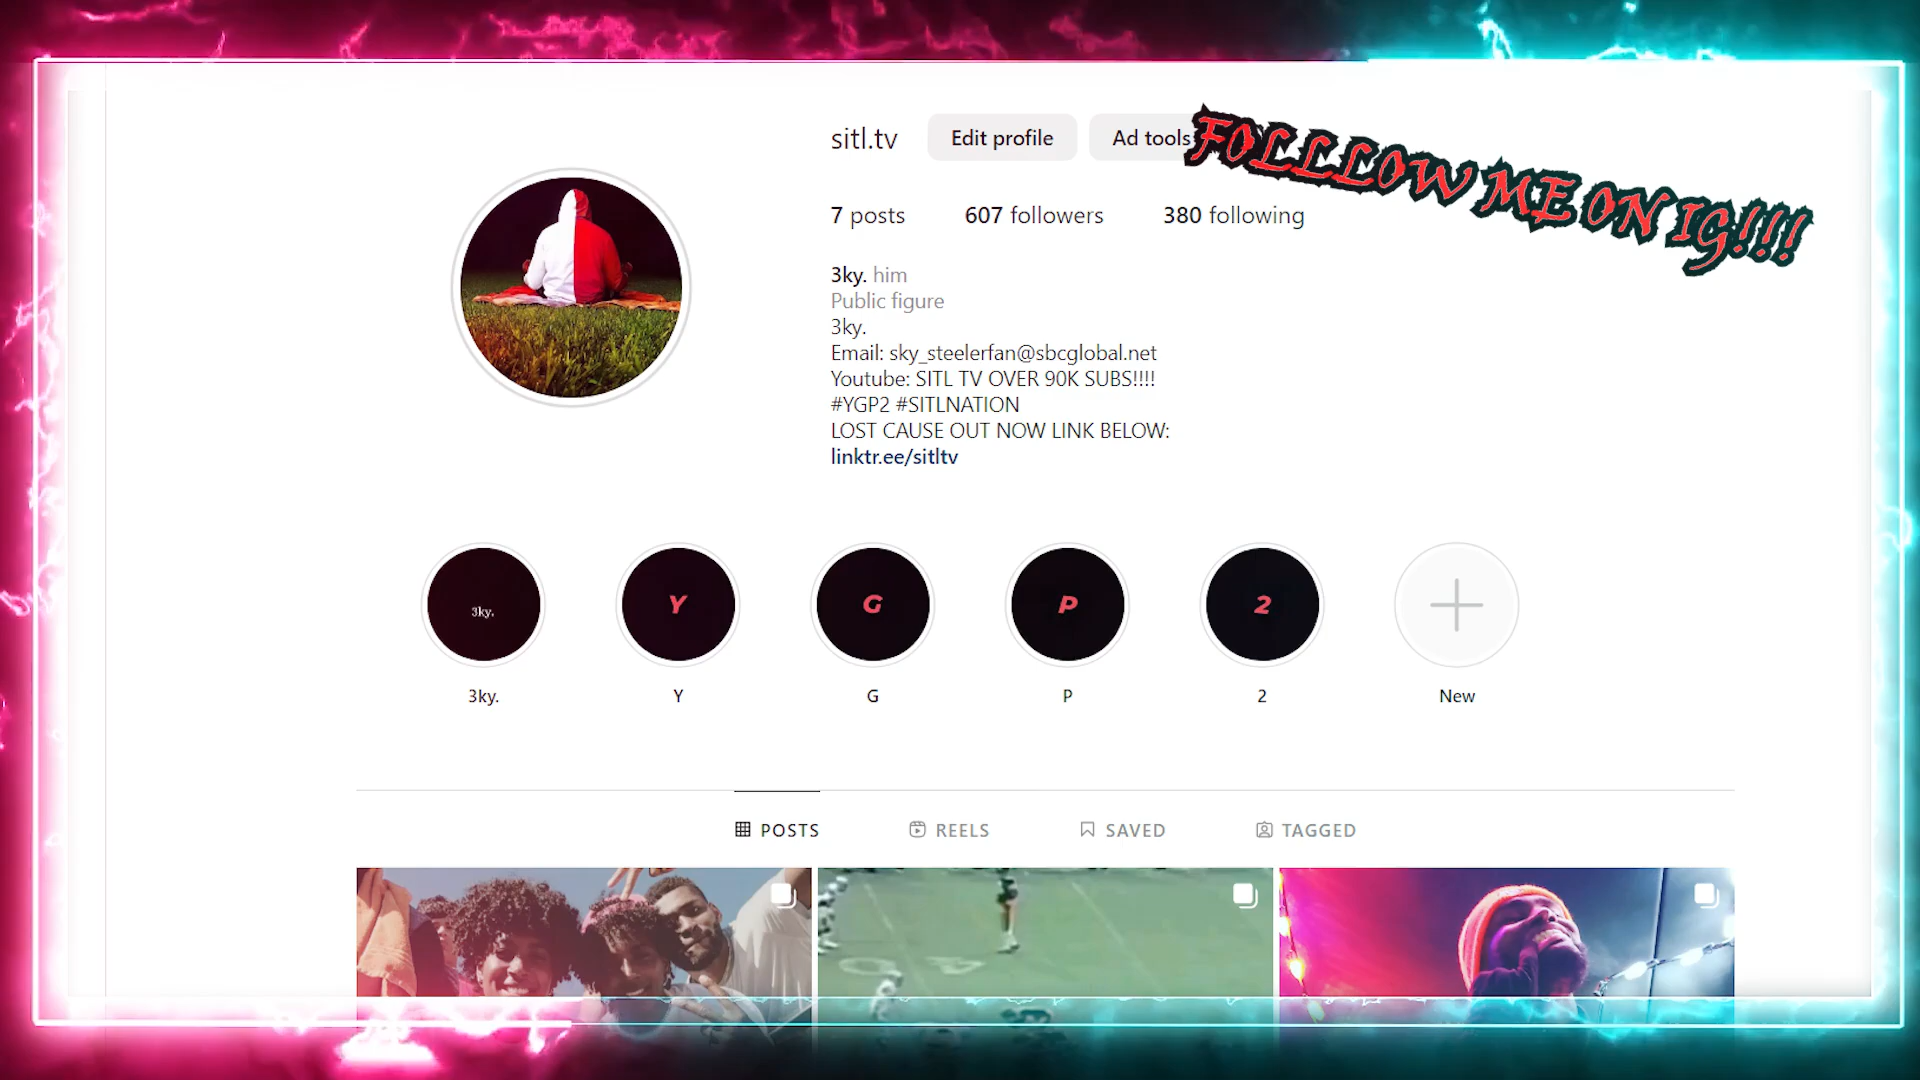 sitl.tv Edit profile Ad tools
FOLLLOW ME ON IG!!!
7 posts 607 followers 380 following
3ky. him
Public figure
3ky.
Email: sky_steelerfan@sbcglobal.net
Youtube: SITL TV OVER 90K SUBS!!!!
#YGP2 #SITLNATION
LOST CAUSE OUT NOW LINK BELOW:
linktr.ee/sitltv
3ky. Y G P 2
3ky. Y G P 2 New
POSTS REELS SAVED TAGGED